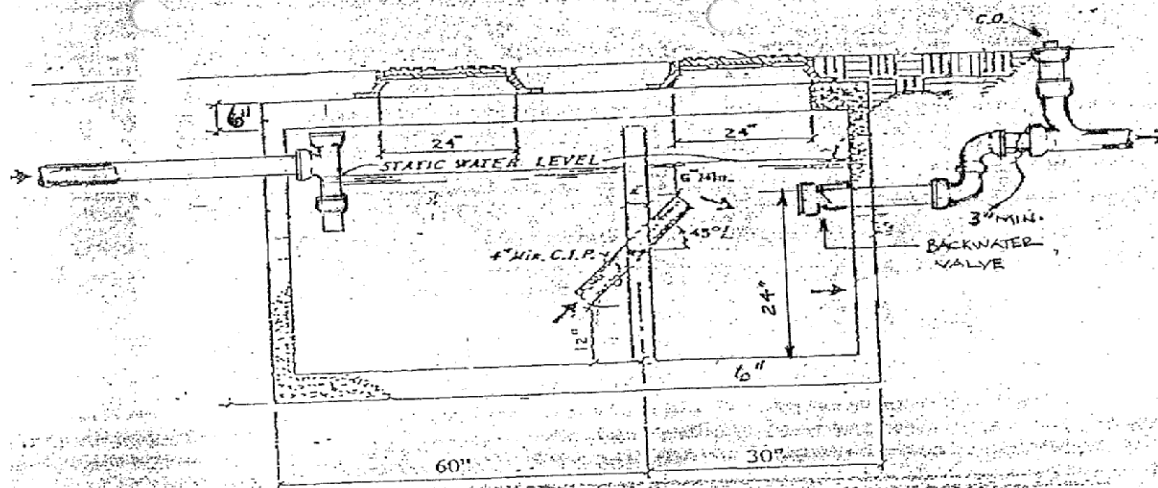 C.O.
6"
24"
24"
STATIC WATER LEVEL
6" Min.
45°L
4" Min. C.I.P.
3" MIN.
BACKWATER
VALVE
24"
12"
60"
30"